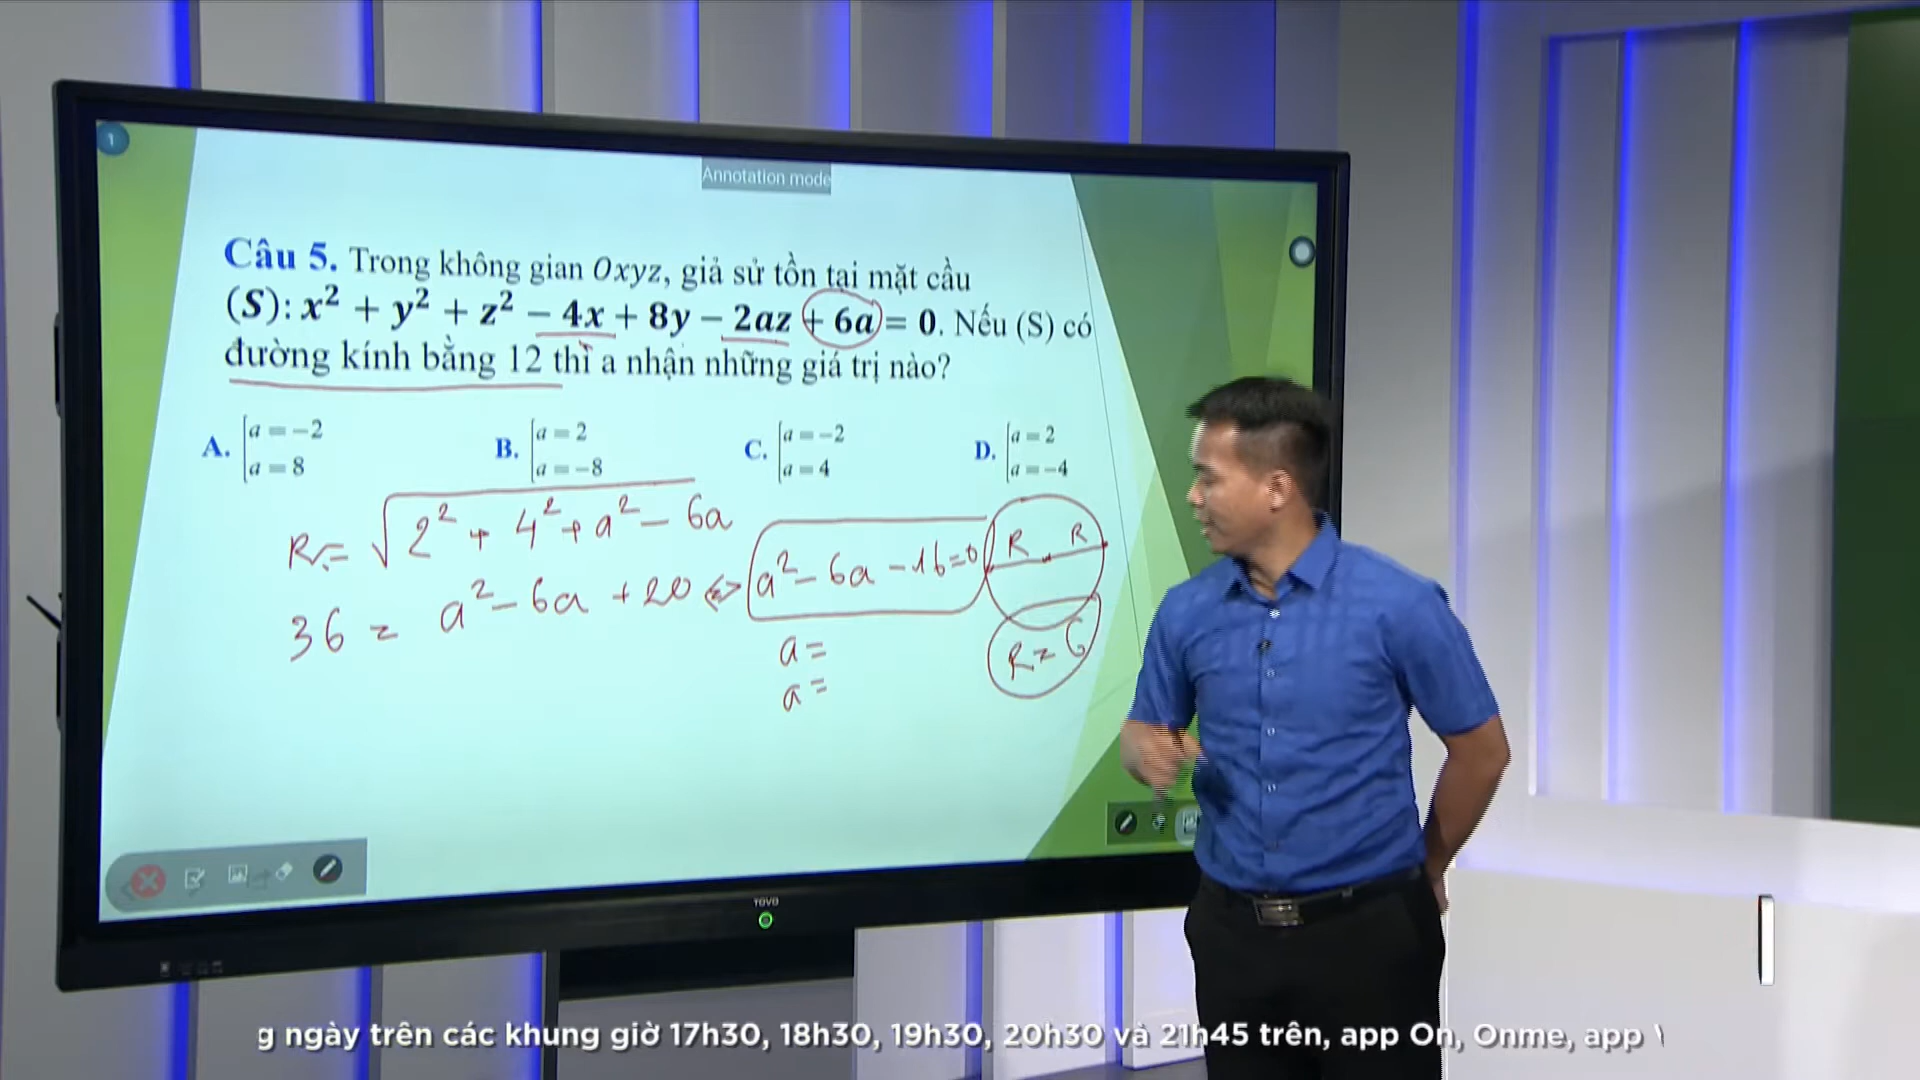 1
Annotation mode
Câu 5. Trong không gian Oxyz, giả sử tồn tại mặt cầu
(S): x² + y² + z² − 4x + 8y − 2az + 6a = 0. Nếu (S) có
đường kính bằng 12 thì a nhận những giá trị nào?
A. [a = −2 a = 8 B. [a = 2 a = −8 C. [a = −2 a = 4 D. [a = 2 a = −4
R = √2² + 4² + a² − 6a
36 = a² − 6a + 20 <=> a² − 6a − 16 = 0
R R
a =
a =
R = 6
TOVO
g ngày trên các khung giờ 17h30, 18h30, 19h30, 20h30 và 21h45 trên, app On, Onme, app